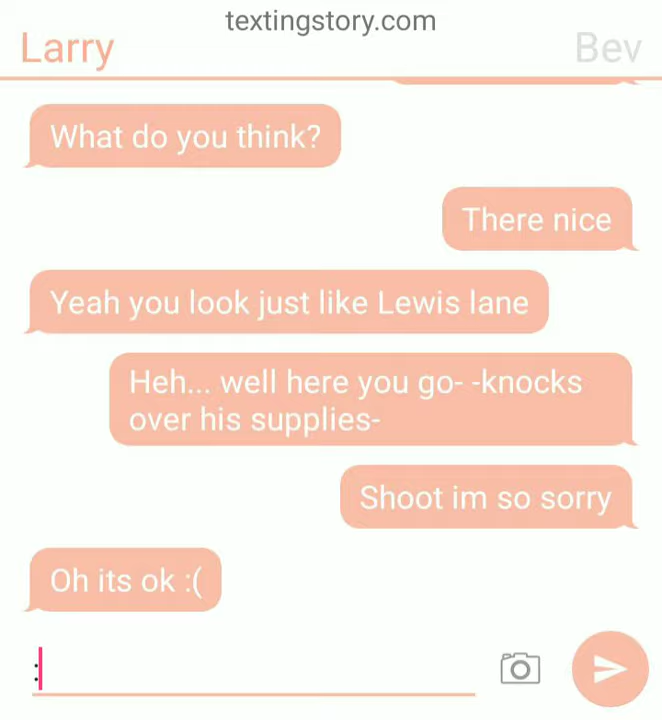 textingstory.com
Larry
Bev
What do you think?
There nice
Yeah you look just like Lewis lane
Heh... well here you go- -knocks
over his supplies-
Shoot im so sorry
Oh its ok :(
: